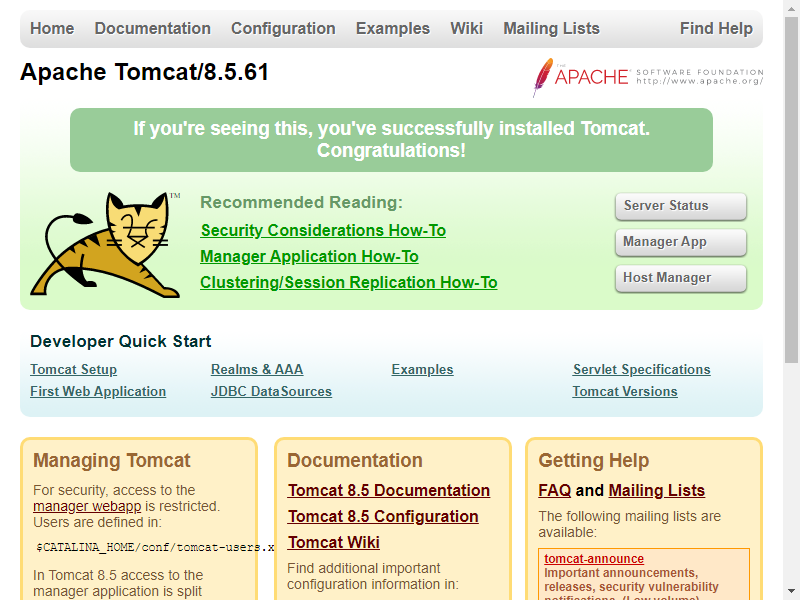 Home Documentation Configuration Examples Wiki Mailing Lists Find Help
Apache Tomcat/8.5.61
THE APACHE SOFTWARE FOUNDATION
http://www.apache.org/
If you're seeing this, you've successfully installed Tomcat.
Congratulations!
TM
Recommended Reading:
Security Considerations How-To
Manager Application How-To
Clustering/Session Replication How-To
Server Status
Manager App
Host Manager
Developer Quick Start
Tomcat Setup
First Web Application
Realms & AAA
JDBC DataSources
Examples
Servlet Specifications
Tomcat Versions
Managing Tomcat
For security, access to the
manager webapp is restricted.
Users are defined in:
$CATALINA_HOME/conf/tomcat-users.x
In Tomcat 8.5 access to the
manager application is split
Documentation
Tomcat 8.5 Documentation
Tomcat 8.5 Configuration
Tomcat Wiki
Find additional important
configuration information in:
Getting Help
FAQ and Mailing Lists
The following mailing lists are
available:
tomcat-announce
Important announcements,
releases, security vulnerability
notifications. (Low volume).